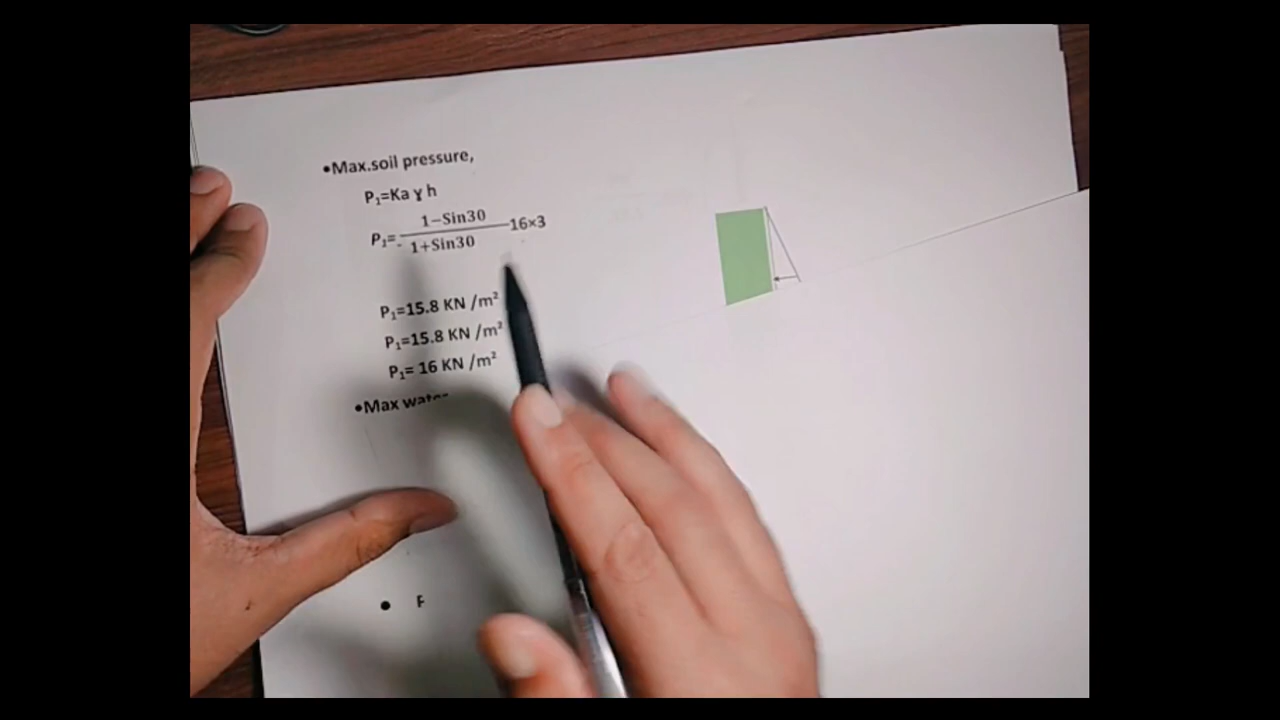 •Max.soil pressure,
P₁=Ka ɣ h
P₁= (1−Sin30)/(1+Sin30) 16×3
P₁=15.8 KN /m²
P₁=15.8 KN /m²
P₁= 16 KN /m²
•Max water
•